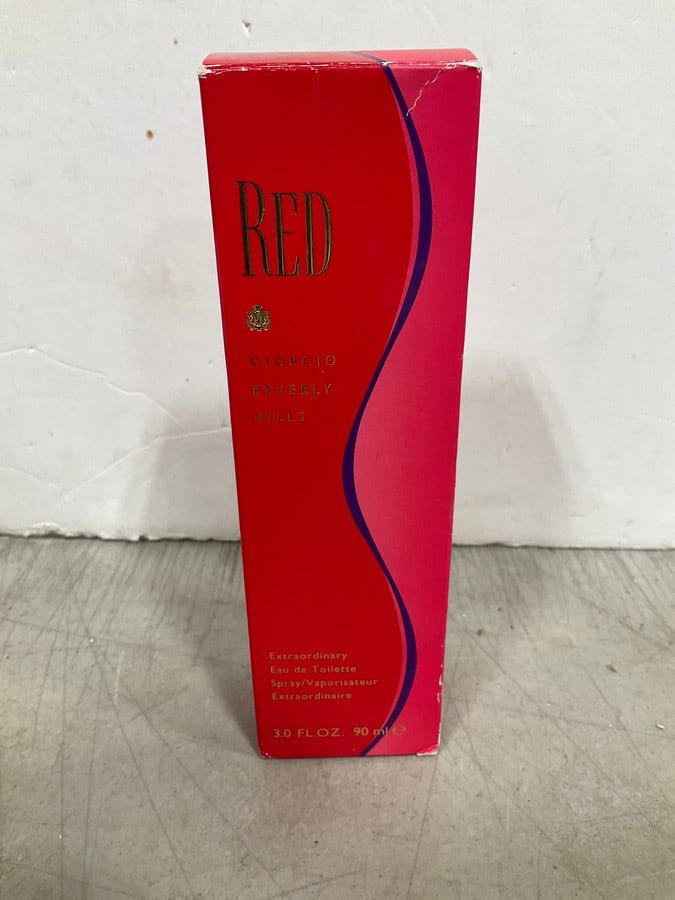 RED
GIORGIO
BEVERLY
HILLS
Extraordinary
Eau de Toilette
Spray/Vaporisateur
Extraordinaire
3.0 FL.OZ. 90 ml ℮